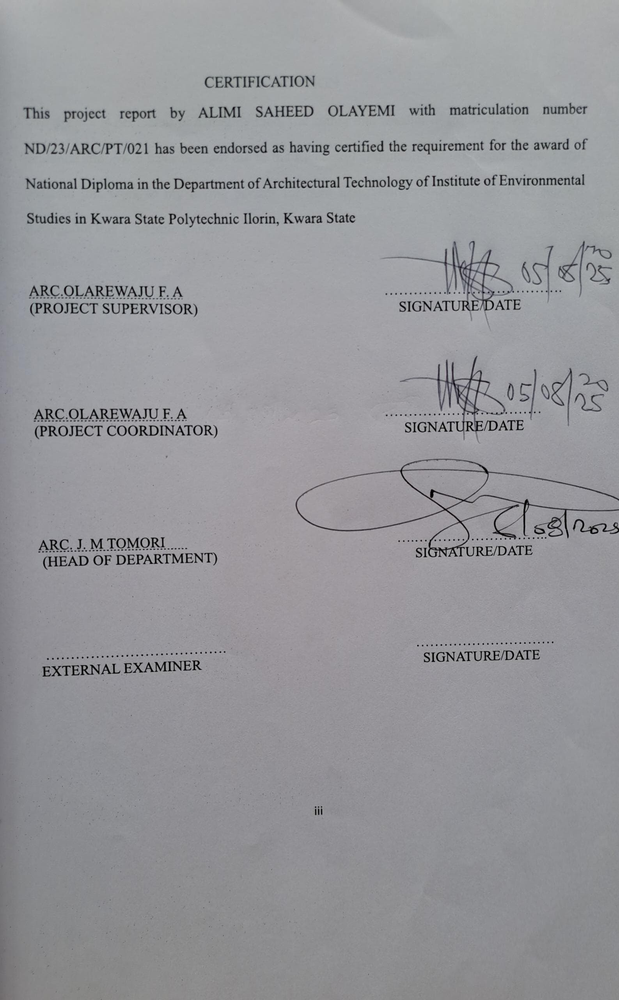 CERTIFICATION
This project report by ALIMI SAHEED OLAYEMI with matriculation number
ND/23/ARC/PT/021 has been endorsed as having certified the requirement for the award of
National Diploma in the Department of Architectural Technology of Institute of Environmental
Studies in Kwara State Polytechnic Ilorin, Kwara State
05/08/2025
ARC.OLAREWAJU F. A
(PROJECT SUPERVISOR)
SIGNATURE/DATE
05/08/2025
ARC.OLAREWAJU F. A
(PROJECT COORDINATOR)
SIGNATURE/DATE
/08/2025
ARC. J. M TOMORI
(HEAD OF DEPARTMENT)
SIGNATURE/DATE
EXTERNAL EXAMINER
SIGNATURE/DATE
iii